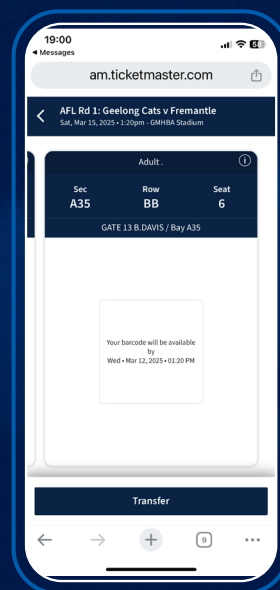 19:00
Messages
am.ticketmaster.com
AFL Rd 1: Geelong Cats v Fremantle
Sat, Mar 15, 2025 • 1:20pm - GMHBA Stadium
Adult .
Sec Row Seat
A35 BB 6
GATE 13 B.DAVIS / Bay A35
Your barcode will be available
by
Wed • Mar 12, 2025 • 01:20 PM
Transfer
9